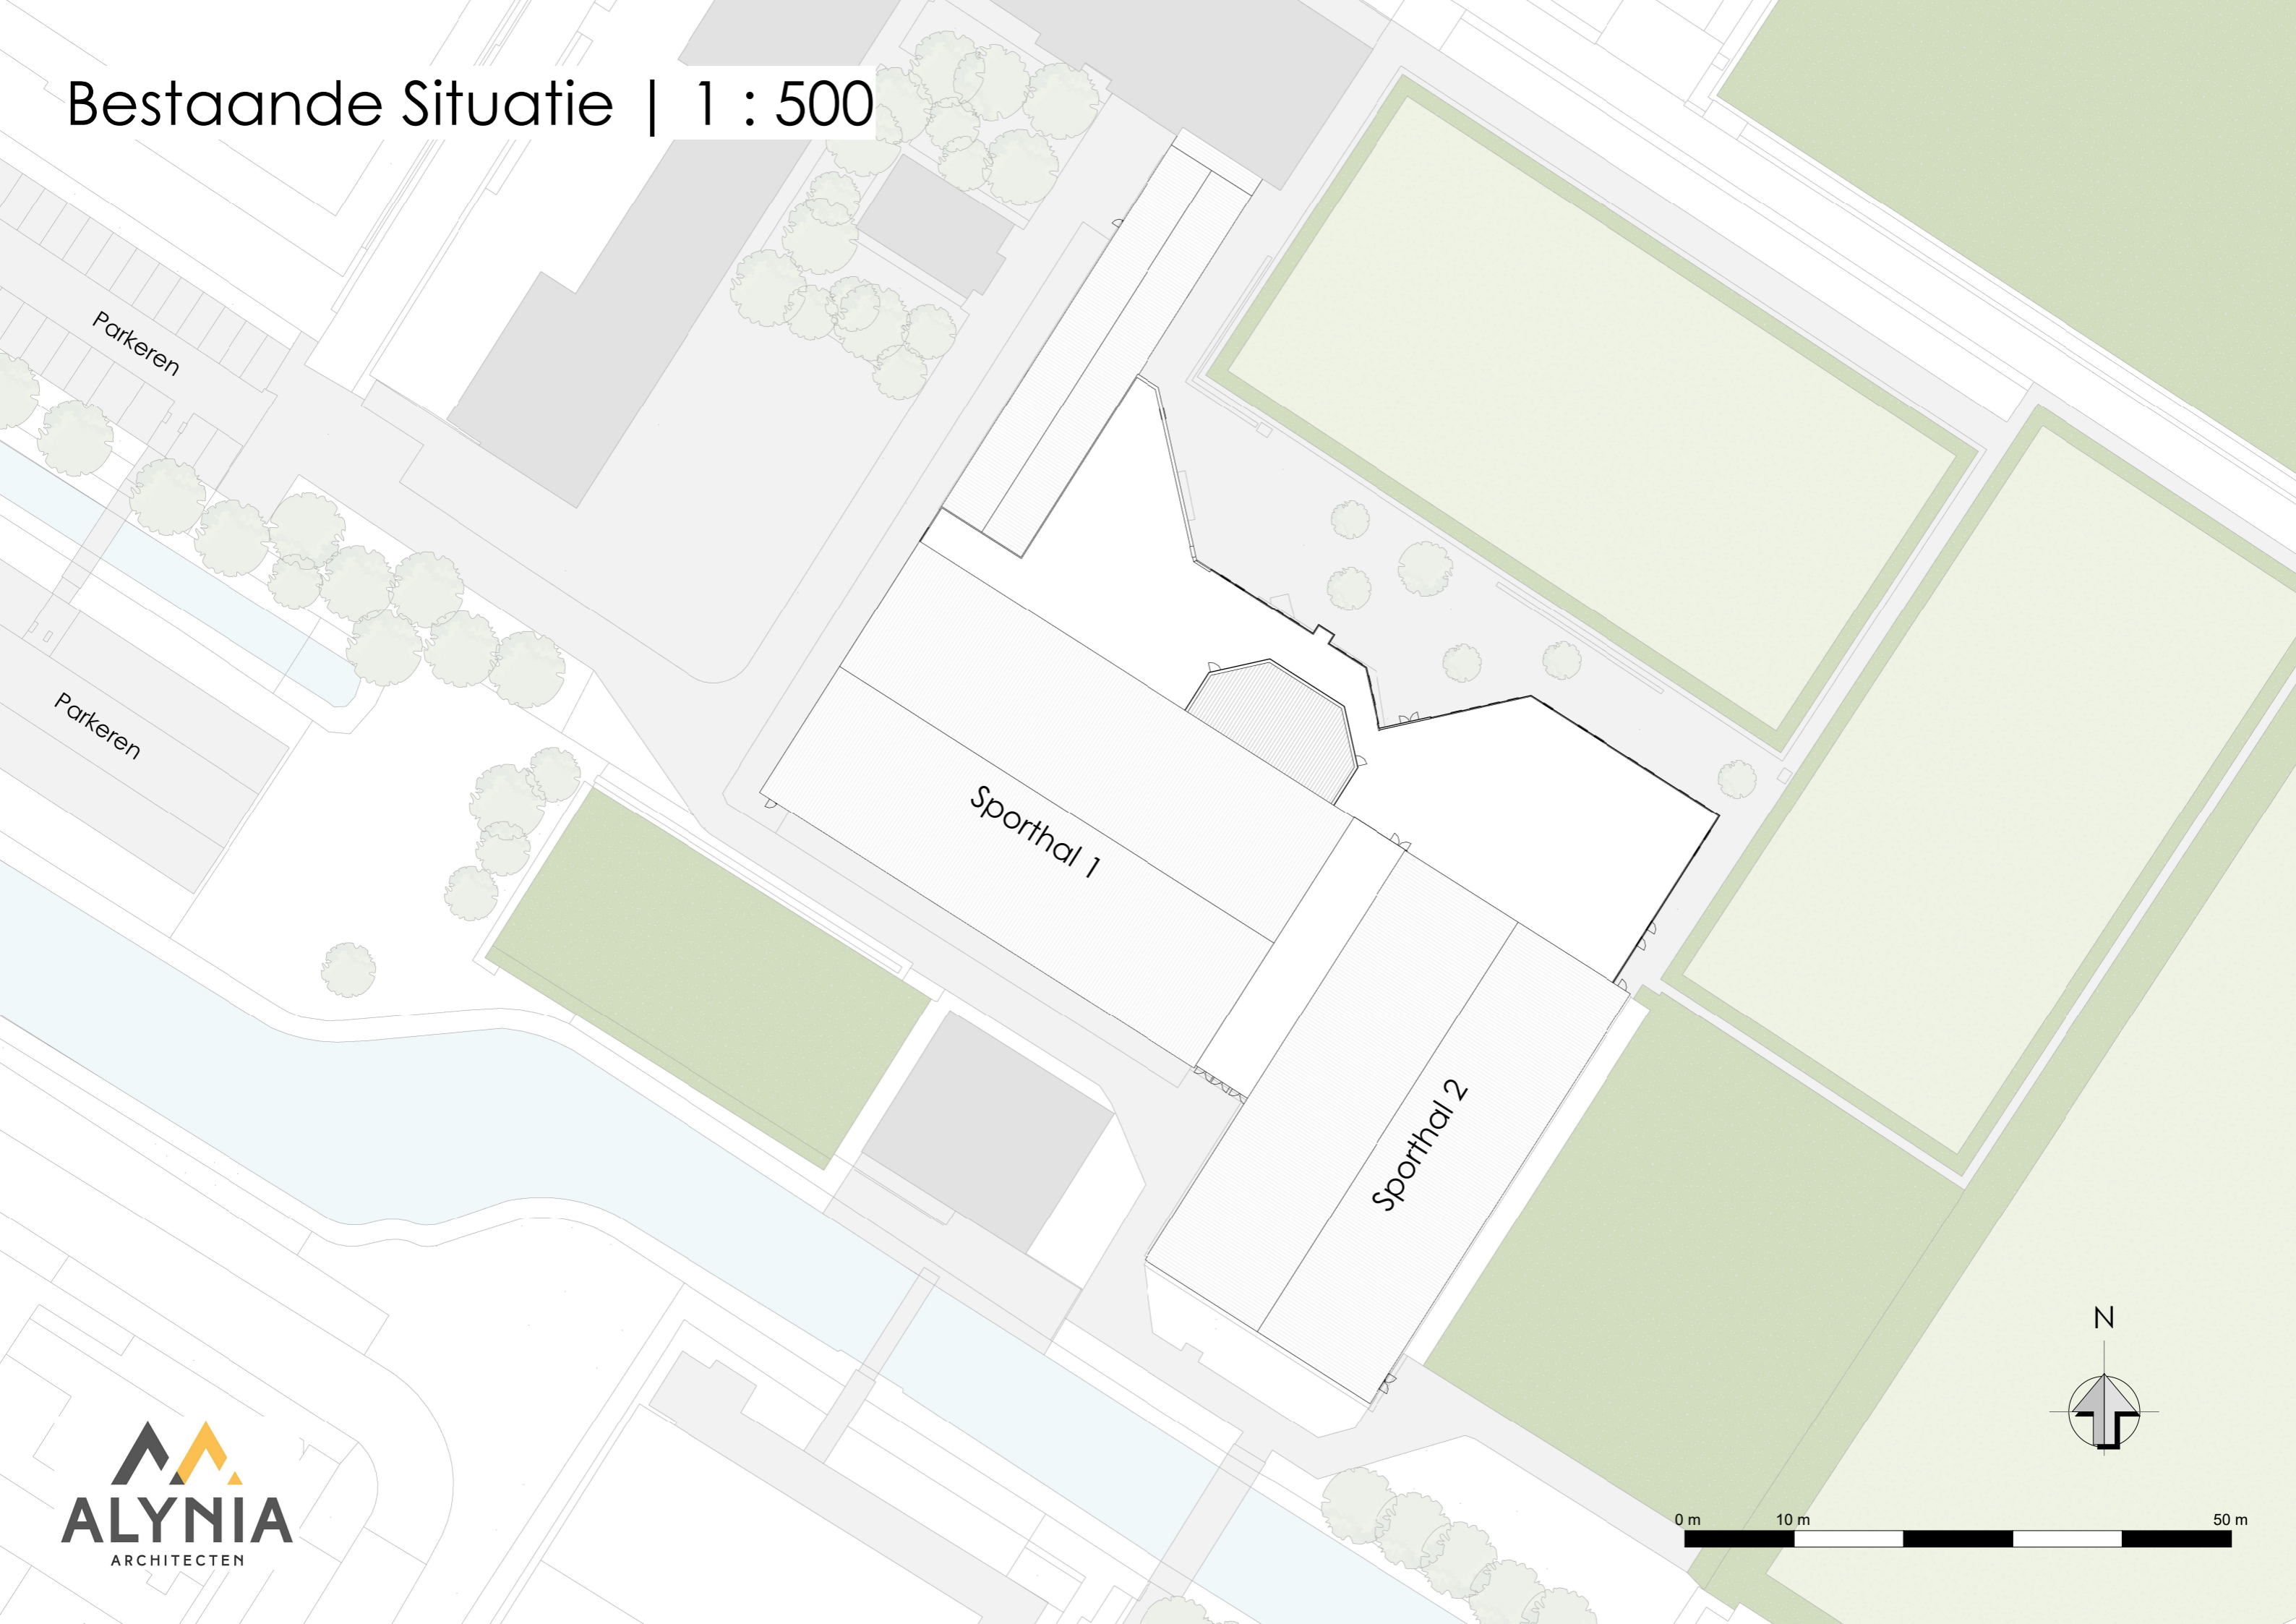 Bestaande Situatie | 1 : 500
Parkeren
Parkeren
Sporthal 1
Sporthal 2
N
0 m 10 m 50 m
ALYNIA
ARCHITECTEN